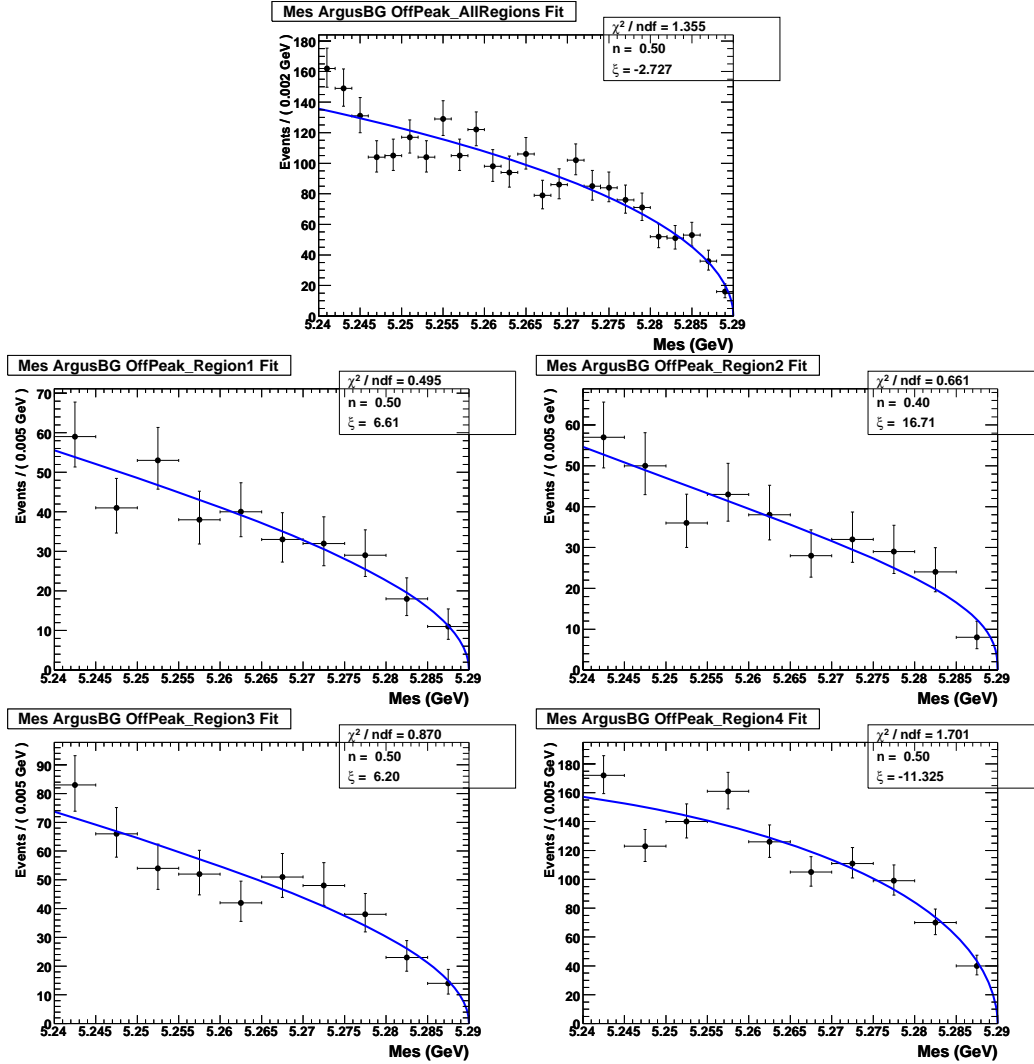 Mes ArgusBG OffPeak_AllRegions Fit
χ² / ndf = 1.355
n = 0.50
ξ = -2.727
Events / ( 0.002 GeV )
180
160
140
120
100
80
60
40
20
0
5.24 5.245 5.25 5.255 5.26 5.265 5.27 5.275 5.28 5.285 5.29
Mes (GeV)
Mes ArgusBG OffPeak_Region1 Fit
χ² / ndf = 0.495
n = 0.50
ξ = 6.61
Events / ( 0.005 GeV )
70
60
50
40
30
20
10
0
5.24 5.245 5.25 5.255 5.26 5.265 5.27 5.275 5.28 5.285 5.29
Mes (GeV)
Mes ArgusBG OffPeak_Region2 Fit
χ² / ndf = 0.661
n = 0.40
ξ = 16.71
Events / ( 0.005 GeV )
60
50
40
30
20
10
0
5.24 5.245 5.25 5.255 5.26 5.265 5.27 5.275 5.28 5.285 5.29
Mes (GeV)
Mes ArgusBG OffPeak_Region3 Fit
χ² / ndf = 0.870
n = 0.50
ξ = 6.20
Events / ( 0.005 GeV )
90
80
70
60
50
40
30
20
10
0
5.24 5.245 5.25 5.255 5.26 5.265 5.27 5.275 5.28 5.285 5.29
Mes (GeV)
Mes ArgusBG OffPeak_Region4 Fit
χ² / ndf = 1.701
n = 0.50
ξ = -11.325
Events / ( 0.005 GeV )
180
160
140
120
100
80
60
40
20
0
5.24 5.245 5.25 5.255 5.26 5.265 5.27 5.275 5.28 5.285 5.29
Mes (GeV)